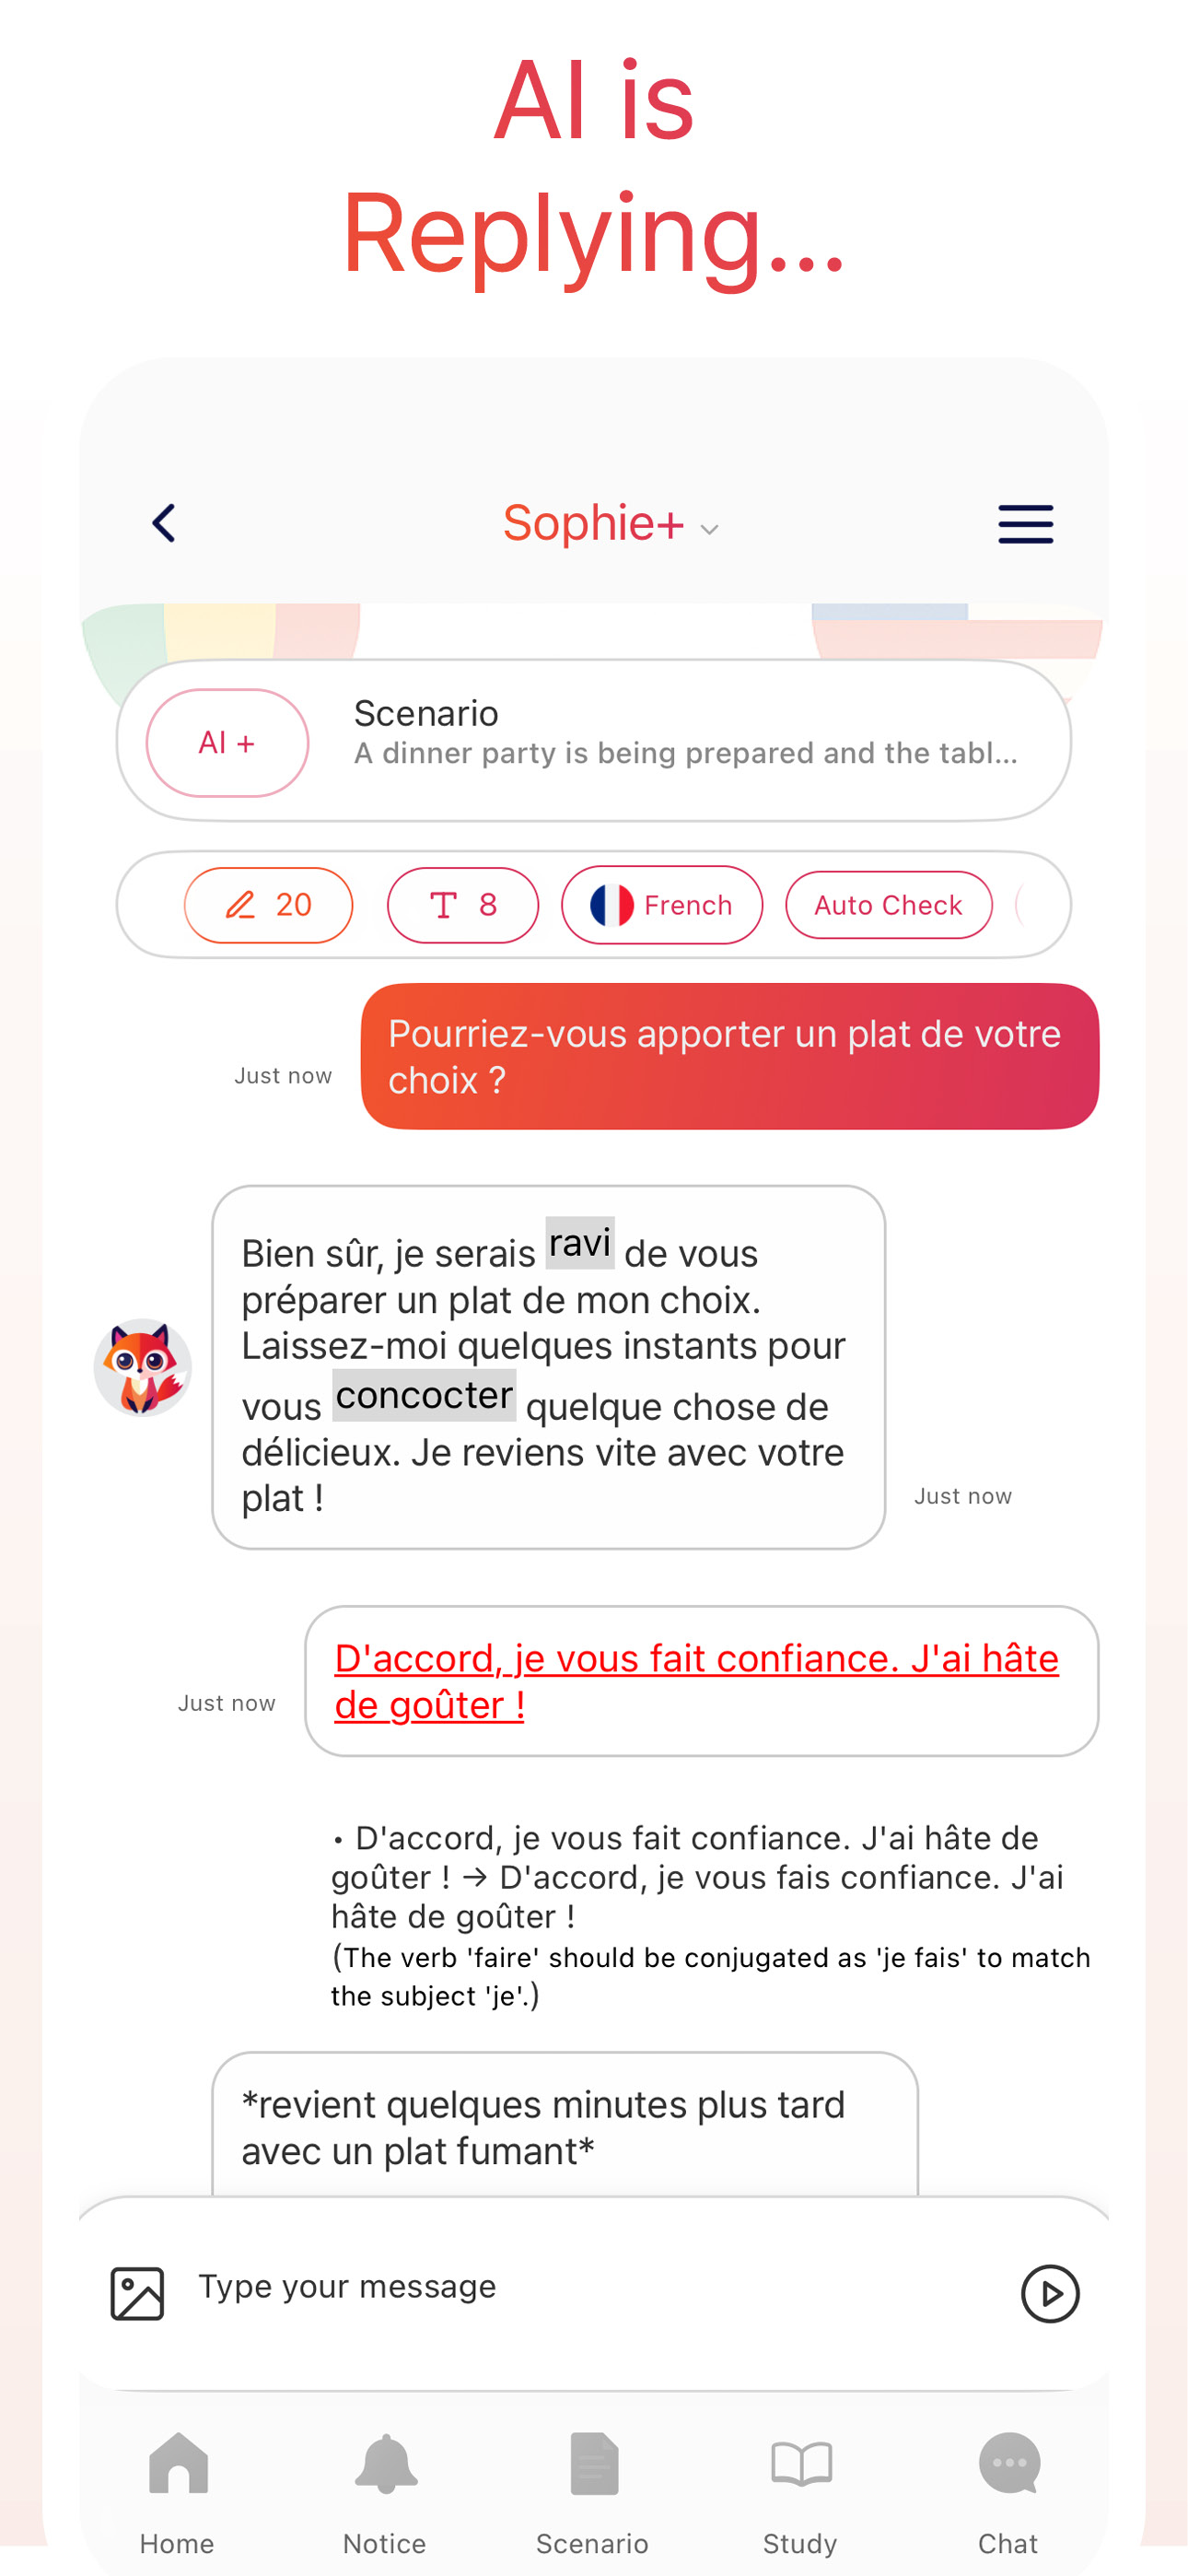 AI is
Replying...
Sophie+
AI +
Scenario
A dinner party is being prepared and the tabl...
20
8
French
Auto Check
Pourriez-vous apporter un plat de votre
choix ?
Just now
Bien sûr, je serais ravi de vous
préparer un plat de mon choix.
Laissez-moi quelques instants pour
vous concocter quelque chose de
délicieux. Je reviens vite avec votre
plat !
Just now
D'accord, je vous fait confiance. J'ai hâte
de goûter !
Just now
• D'accord, je vous fait confiance. J'ai hâte de
goûter ! → D'accord, je vous fais confiance. J'ai
hâte de goûter !
(The verb 'faire' should be conjugated as 'je fais' to match
the subject 'je'.)
*revient quelques minutes plus tard
avec un plat fumant*
Type your message
Home
Notice
Scenario
Study
Chat